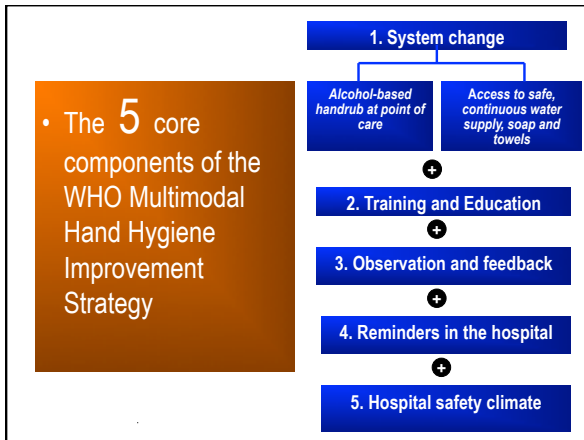 • The 5 core
components of the
WHO Multimodal
Hand Hygiene
Improvement
Strategy
1. System change
Alcohol-based
handrub at point of
care
Access to safe,
continuous water
supply, soap and
towels
+
2. Training and Education
+
3. Observation and feedback
+
4. Reminders in the hospital
+
5. Hospital safety climate